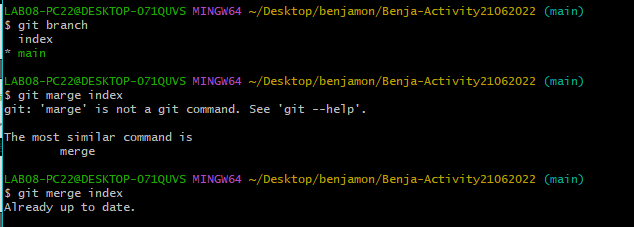 LAB08-PC22@DESKTOP-071QUVS MINGW64 ~/Desktop/benjamon/Benja-Activity21062022 (main)
$ git branch
  index
* main
LAB08-PC22@DESKTOP-071QUVS MINGW64 ~/Desktop/benjamon/Benja-Activity21062022 (main)
$ git marge index
git: 'marge' is not a git command. See 'git --help'.
The most similar command is
        merge
LAB08-PC22@DESKTOP-071QUVS MINGW64 ~/Desktop/benjamon/Benja-Activity21062022 (main)
$ git merge index
Already up to date.